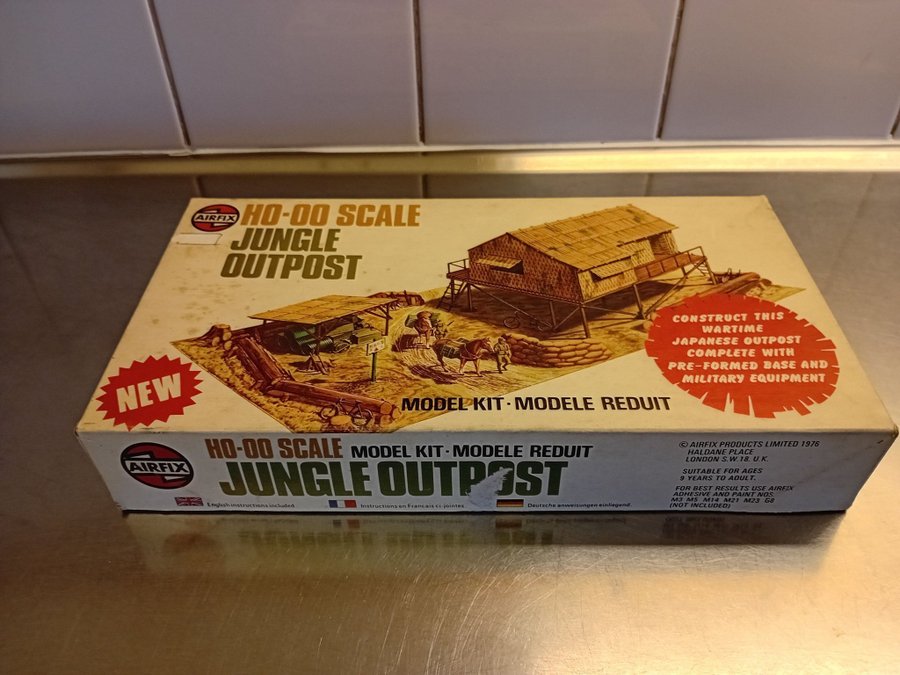 AIRFIX
HO-OO SCALE
JUNGLE
OUTPOST
CONSTRUCT THIS
WARTIME
JAPANESE OUTPOST
COMPLETE WITH
PRE-FORMED BASE AND
MILITARY EQUIPMENT
NEW
MODEL KIT · MODELE REDUIT
AIRFIX
HO-OO SCALE MODEL KIT · MODELE REDUIT
JUNGLE OUTPOST
English instructions included
Instructions en Francais ci-jointes
Deutsche anweisungen einliegend
© AIRFIX PRODUCTS LIMITED 1976
HALDANE PLACE
LONDON S.W.18. U.K.
SUITABLE FOR AGES
9 YEARS TO ADULT.
FOR BEST RESULTS USE AIRFIX
ADHESIVE AND PAINT NOS.
M3 M5 M14 M21 M23 G8
(NOT INCLUDED)